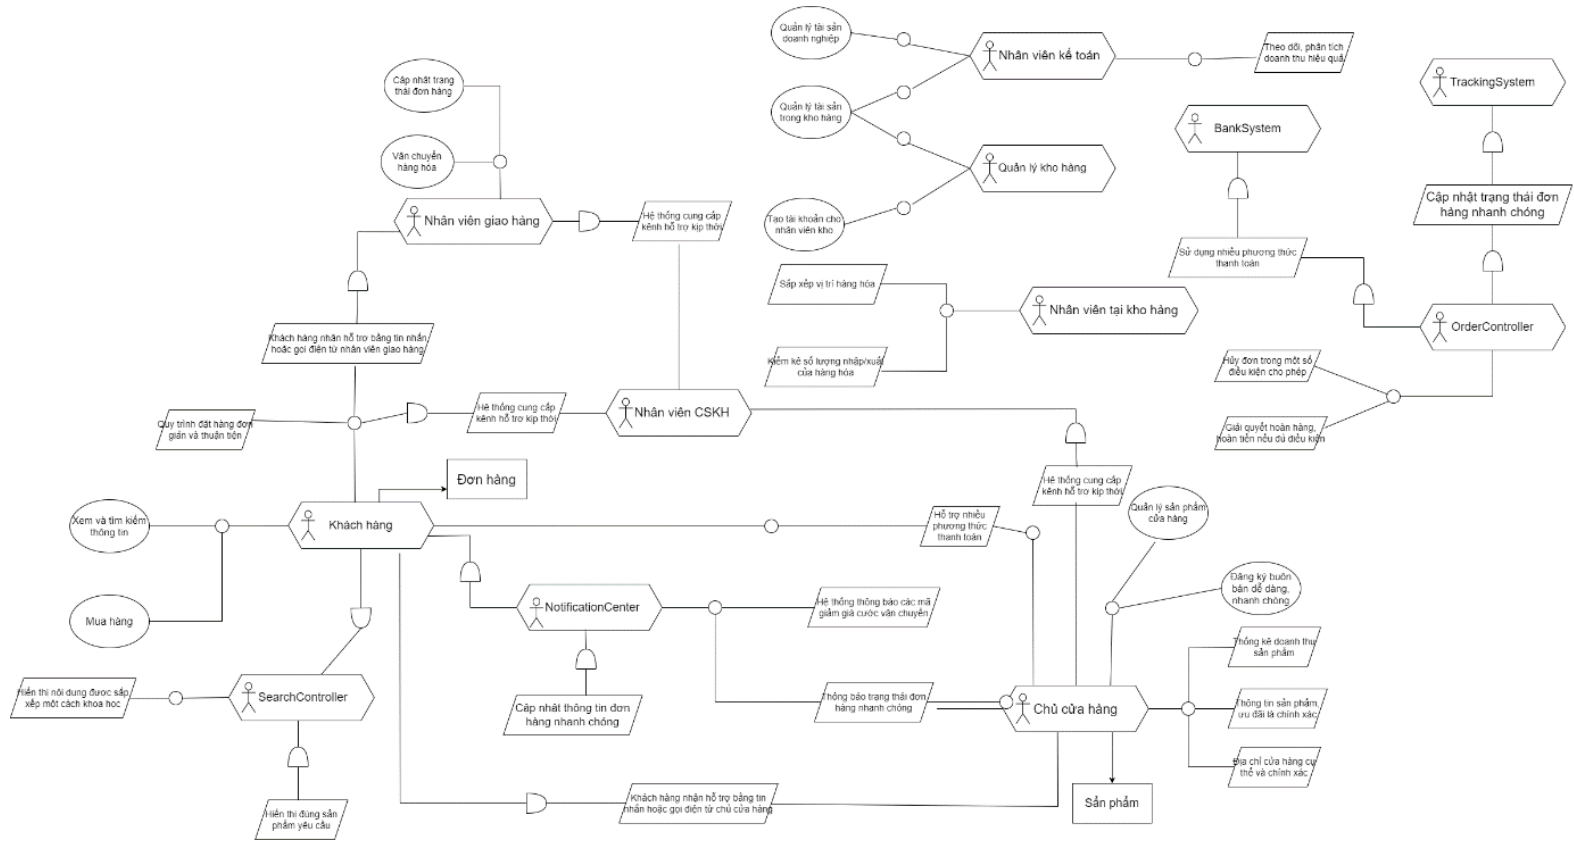 Quản lý tài sản
doanh nghiệp
Nhân viên kế toán
Theo dõi, phân tích
doanh thu hiệu quả
Cập nhật trạng
thái đơn hàng
TrackingSystem
Quản lý tài sản
trong kho hàng
BankSystem
Vận chuyển
hàng hóa
Quản lý kho hàng
Cập nhật trạng thái đơn
hàng nhanh chóng
Nhân viên giao hàng
Hệ thống cung cấp
kênh hỗ trợ kịp thời
Tạo tài khoản cho
nhân viên kho
Sử dụng nhiều phương thức
thanh toán
Sắp xếp vị trí hàng hóa
Nhân viên tại kho hàng
OrderController
Khách hàng nhận hỗ trợ bằng tin nhắn
hoặc gọi điện từ nhân viên giao hàng
Kiểm kê số lượng nhập/xuất
của hàng hóa
Hủy đơn trong một số
điều kiện cho phép
Quy trình đặt hàng đơn
giản và thuận tiện
Hệ thống cung cấp
kênh hỗ trợ kịp thời
Nhân viên CSKH
Giải quyết hoàn hàng,
hoàn tiền nếu đủ điều kiện
Đơn hàng
Hệ thống cung cấp
kênh hỗ trợ kịp thời
Quản lý sản phẩm
cửa hàng
Xem và tìm kiếm
thông tin
Khách hàng
Hỗ trợ nhiều
phương thức
thanh toán
Đăng ký buôn
bán dễ dàng,
nhanh chóng
NotificationCenter
Hệ thống thông báo các mã
giảm giá cước vận chuyển
Mua hàng
Thống kê doanh thu
sản phẩm
Hiển thị nội dung được sắp
xếp một cách khoa học
SearchController
Cập nhật thông tin đơn
hàng nhanh chóng
Thông báo trạng thái đơn
hàng nhanh chóng
Chủ cửa hàng
Thông tin sản phẩm,
ưu đãi là chính xác
Địa chỉ cửa hàng cụ
thể và chính xác
Hiển thị đúng sản
phẩm yêu cầu
Khách hàng nhận hỗ trợ bằng tin
nhắn hoặc gọi điện từ chủ cửa hàng
Sản phẩm